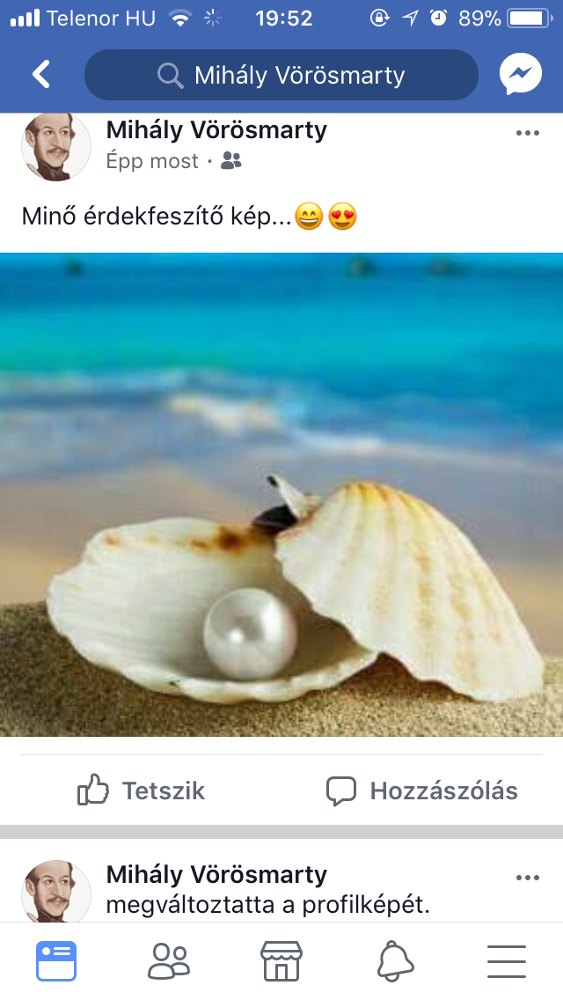 Telenor HU 19:52 89%
Mihály Vörösmarty
Mihály Vörösmarty
Épp most ·
Minő érdekfeszítő kép...😄😍
Tetszik Hozzászólás
Mihály Vörösmarty
megváltoztatta a profilképét.